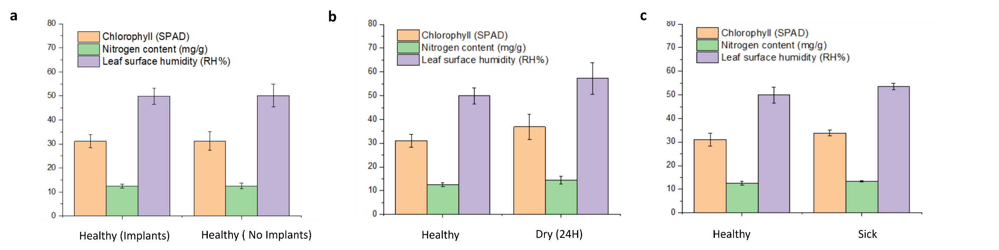 a
80
70
60
50
40
30
20
10
0
Chlorophyll (SPAD)
Nitrogen content (mg/g)
Leaf surface humidity (RH%)
Healthy (Implants)
Healthy ( No Implants)
b
80
70
60
50
40
30
20
10
0
Chlorophyll (SPAD)
Nitrogen content (mg/g)
Leaf surface humidity (RH%)
Healthy
Dry (24H)
c
80
70
60
50
40
30
20
10
0
Chlorophyll (SPAD)
Nitrogen content (mg/g)
Leaf surface humidity (RH%)
Healthy
Sick